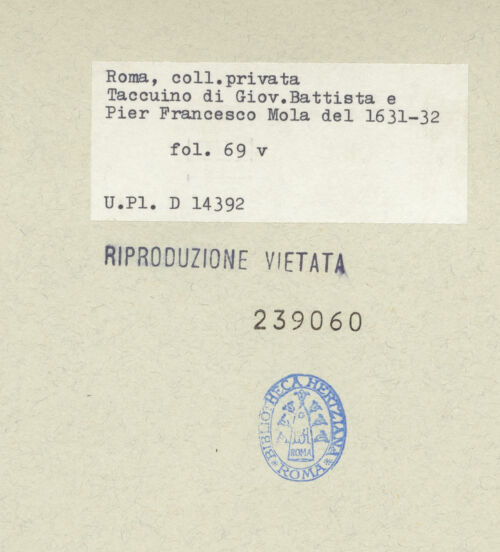 Roma, coll.privata
Taccuino di Giov.Battista e
Pier Francesco Mola del 1631-32
fol. 69 v
U.Pl. D 14392
RIPRODUZIONE VIETATA
239060
BIBLIOTHECA HERTZIANA
ROMA
* ROMA *